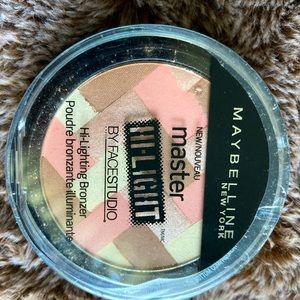 MAYBELLINE
NEW YORK
NEW/NOUVEAU
master
HI-LIGHT
BY FACESTUDIO
Hi-Lighting Bronzer
Poudre bronzante illuminante